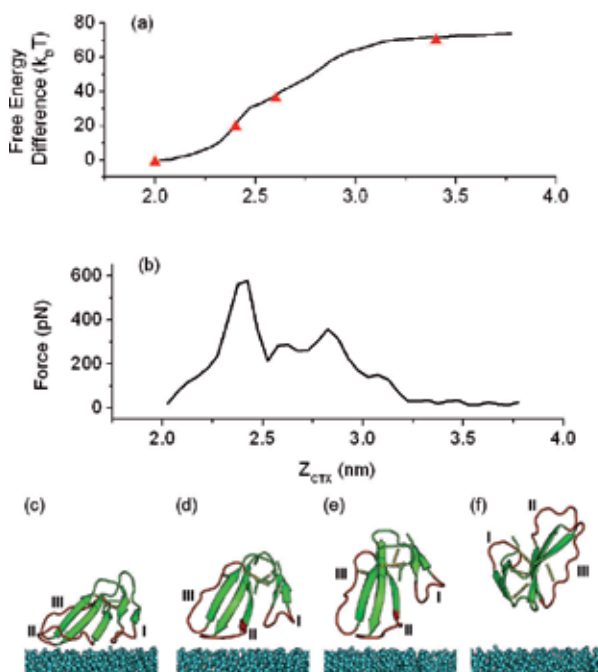 (a)
Free Energy
Difference (k_bT)
80
60
40
20
0
2.0 2.5 3.0 3.5 4.0
(b)
Force (pN)
600
400
200
0
2.0 2.5 3.0 3.5 4.0
Z_CTX (nm)
(c) (d) (e) (f)
III II I
III II I
III II I
I II III